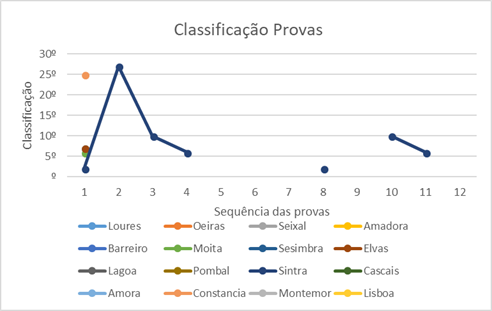 Classificação Provas
30º
25º
20º
15º
10º
5º
º
Classificação
1 2 3 4 5 6 7 8 9 10 11 12
Sequência das provas
Loures Oeiras Seixal Amadora
Barreiro Moita Sesimbra Elvas
Lagoa Pombal Sintra Cascais
Amora Constancia Montemor Lisboa